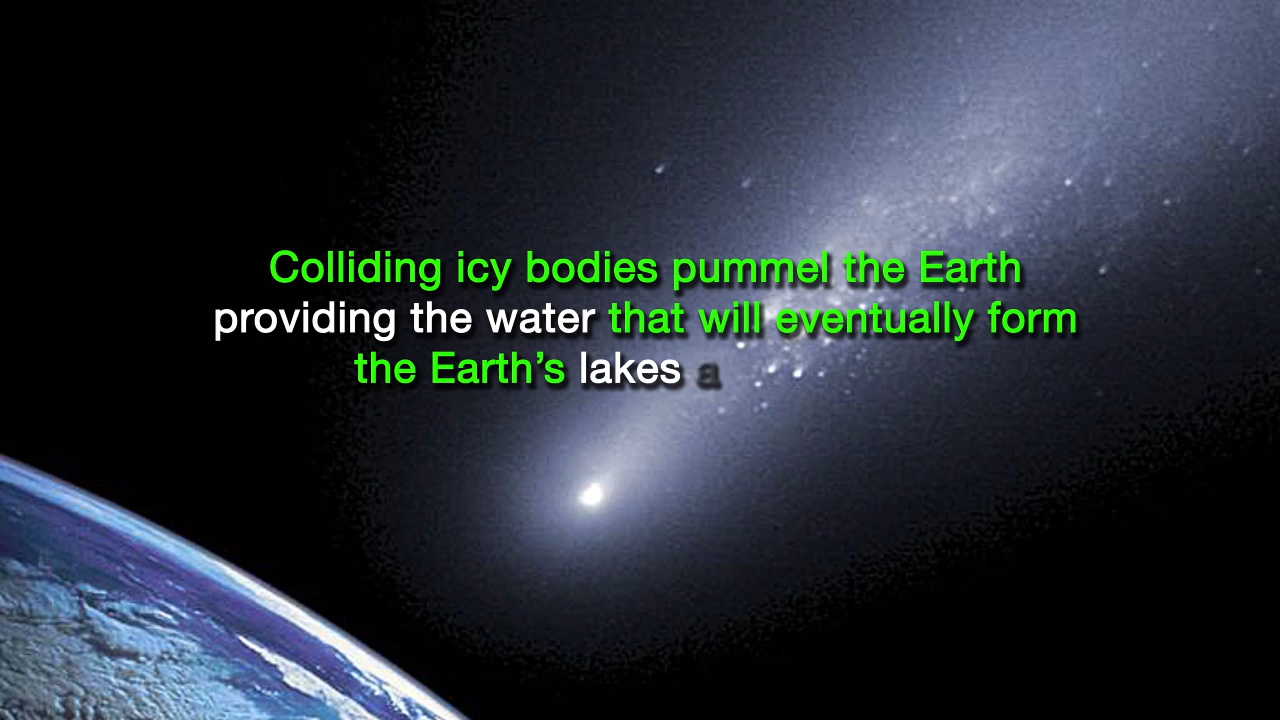 Colliding icy bodies pummel the Earth
providing the water that will eventually form
the Earth’s lakes a